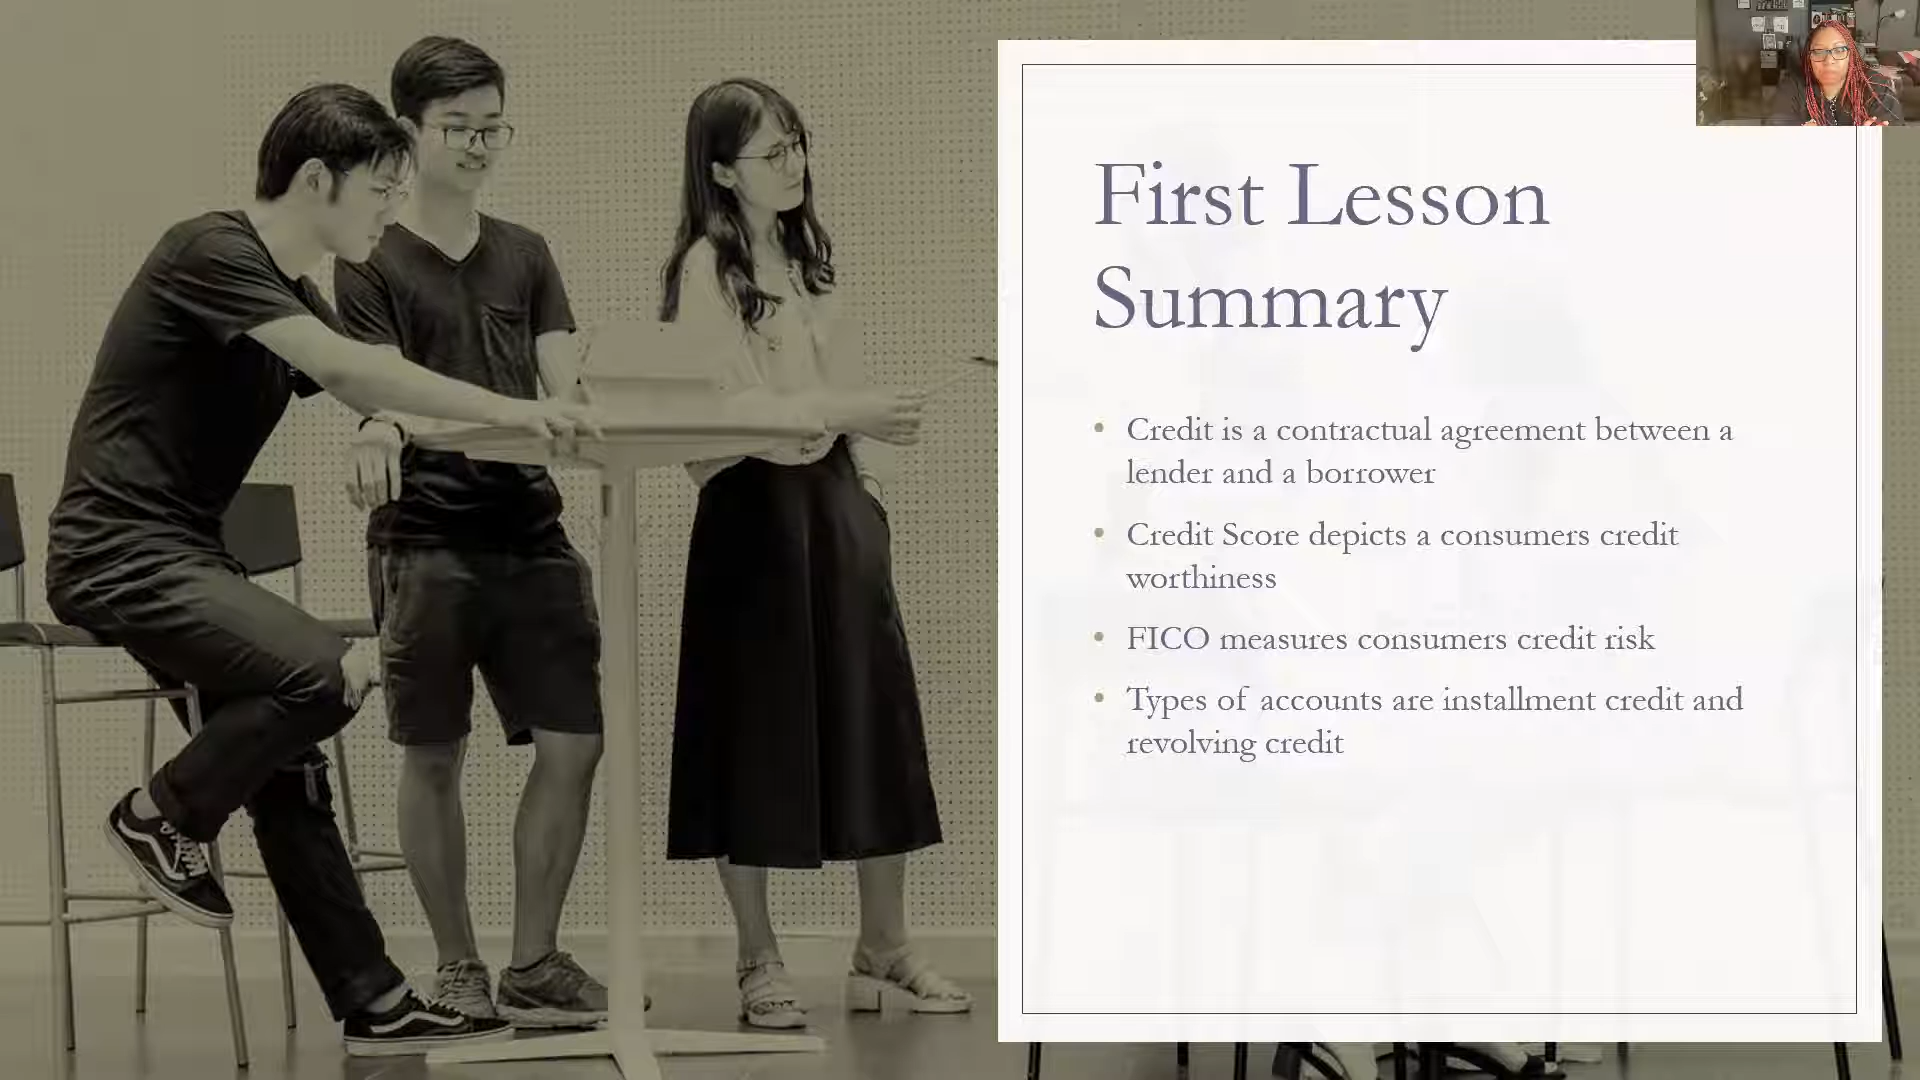 First Lesson
Summary
• Credit is a contractual agreement between a
lender and a borrower
• Credit Score depicts a consumers credit
worthiness
• FICO measures consumers credit risk
• Types of accounts are installment credit and
revolving credit